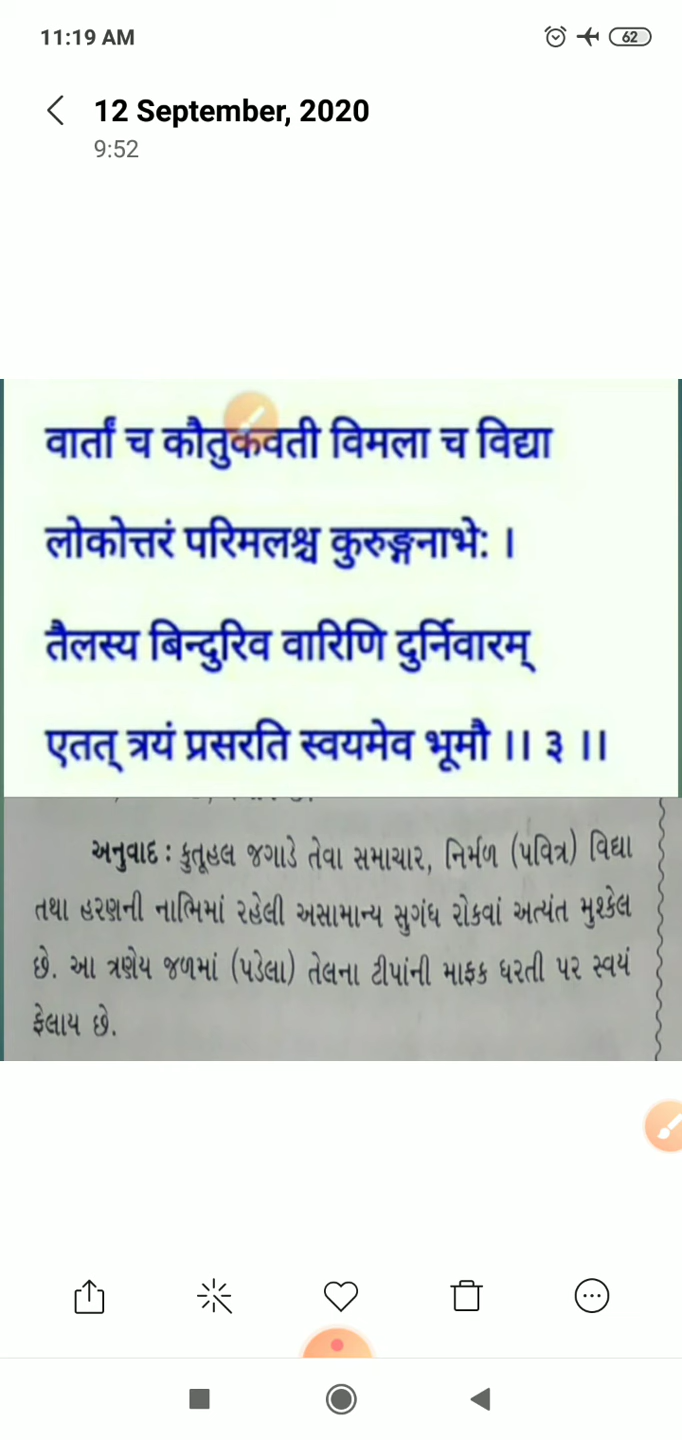 11:19 AM
62
12 September, 2020
9:52
वार्तां च कौतुकवती विमला च विद्या
लोकोत्तरं परिमलश्च कुरुङ्गनाभे: ।
तैलस्य बिन्दुरिव वारिणि दुर्निवारम्
एतत् त्रयं प्रसरति स्वयमेव भूमौ ।। ३ ।।
અનુવાદ : કુતૂહલ જગાડે તેવા સમાચાર, નિર્મળ (પવિત્ર) વિદ્યા
તથા હરણની નાભિમાં રહેલી અસામાન્ય સુગંધ રોકવાં અત્યંત મુશ્કેલ
છે. આ ત્રણેય જળમાં (પડેલા) તેલના ટીપાંની માફક ધરતી પર સ્વયં
ફેલાય છે.